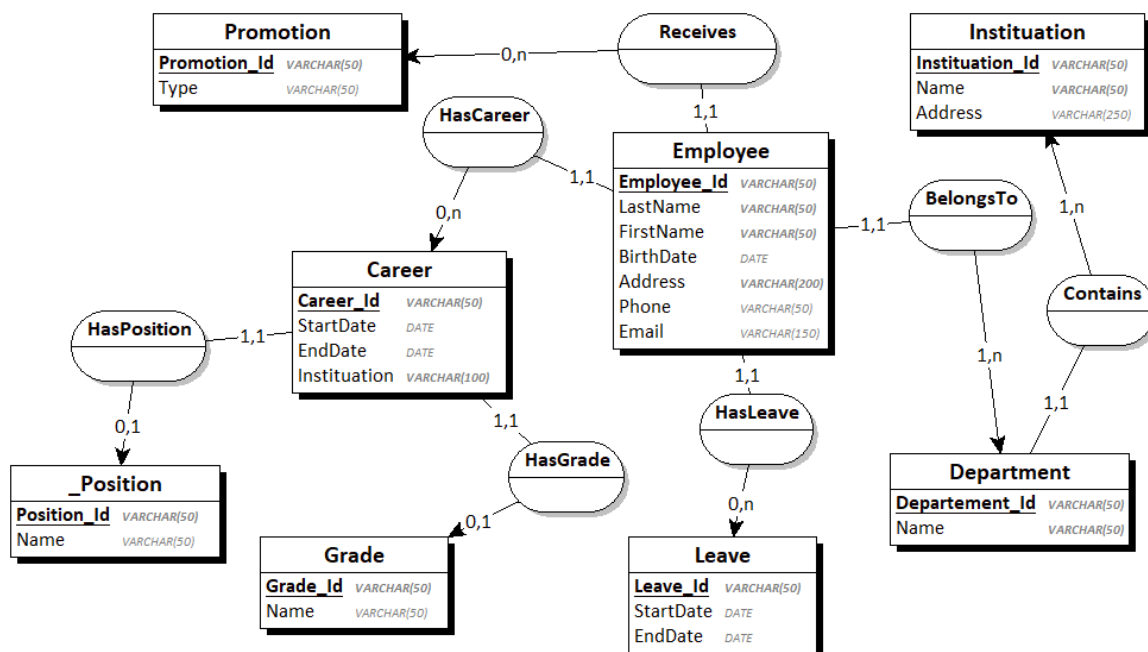 Promotion
Promotion_Id VARCHAR(50)
Type VARCHAR(50)
0,n
Receives
1,1
Instituation
Instituation_Id VARCHAR(50)
Name VARCHAR(50)
Address VARCHAR(250)
HasCareer
1,1
0,n
Employee
Employee_Id VARCHAR(50)
LastName VARCHAR(50)
FirstName VARCHAR(50)
BirthDate DATE
Address VARCHAR(200)
Phone VARCHAR(50)
Email VARCHAR(150)
1,1
BelongsTo
1,n
1,n
Contains
1,1
Career
Career_Id VARCHAR(50)
StartDate DATE
EndDate DATE
Instituation VARCHAR(100)
HasPosition
1,1
0,1
1,1
HasGrade
0,1
1,1
HasLeave
0,n
_Position
Position_Id VARCHAR(50)
Name VARCHAR(50)
Grade
Grade_Id VARCHAR(50)
Name VARCHAR(50)
Leave
Leave_Id VARCHAR(50)
StartDate DATE
EndDate DATE
Department
Departement_Id VARCHAR(50)
Name VARCHAR(50)